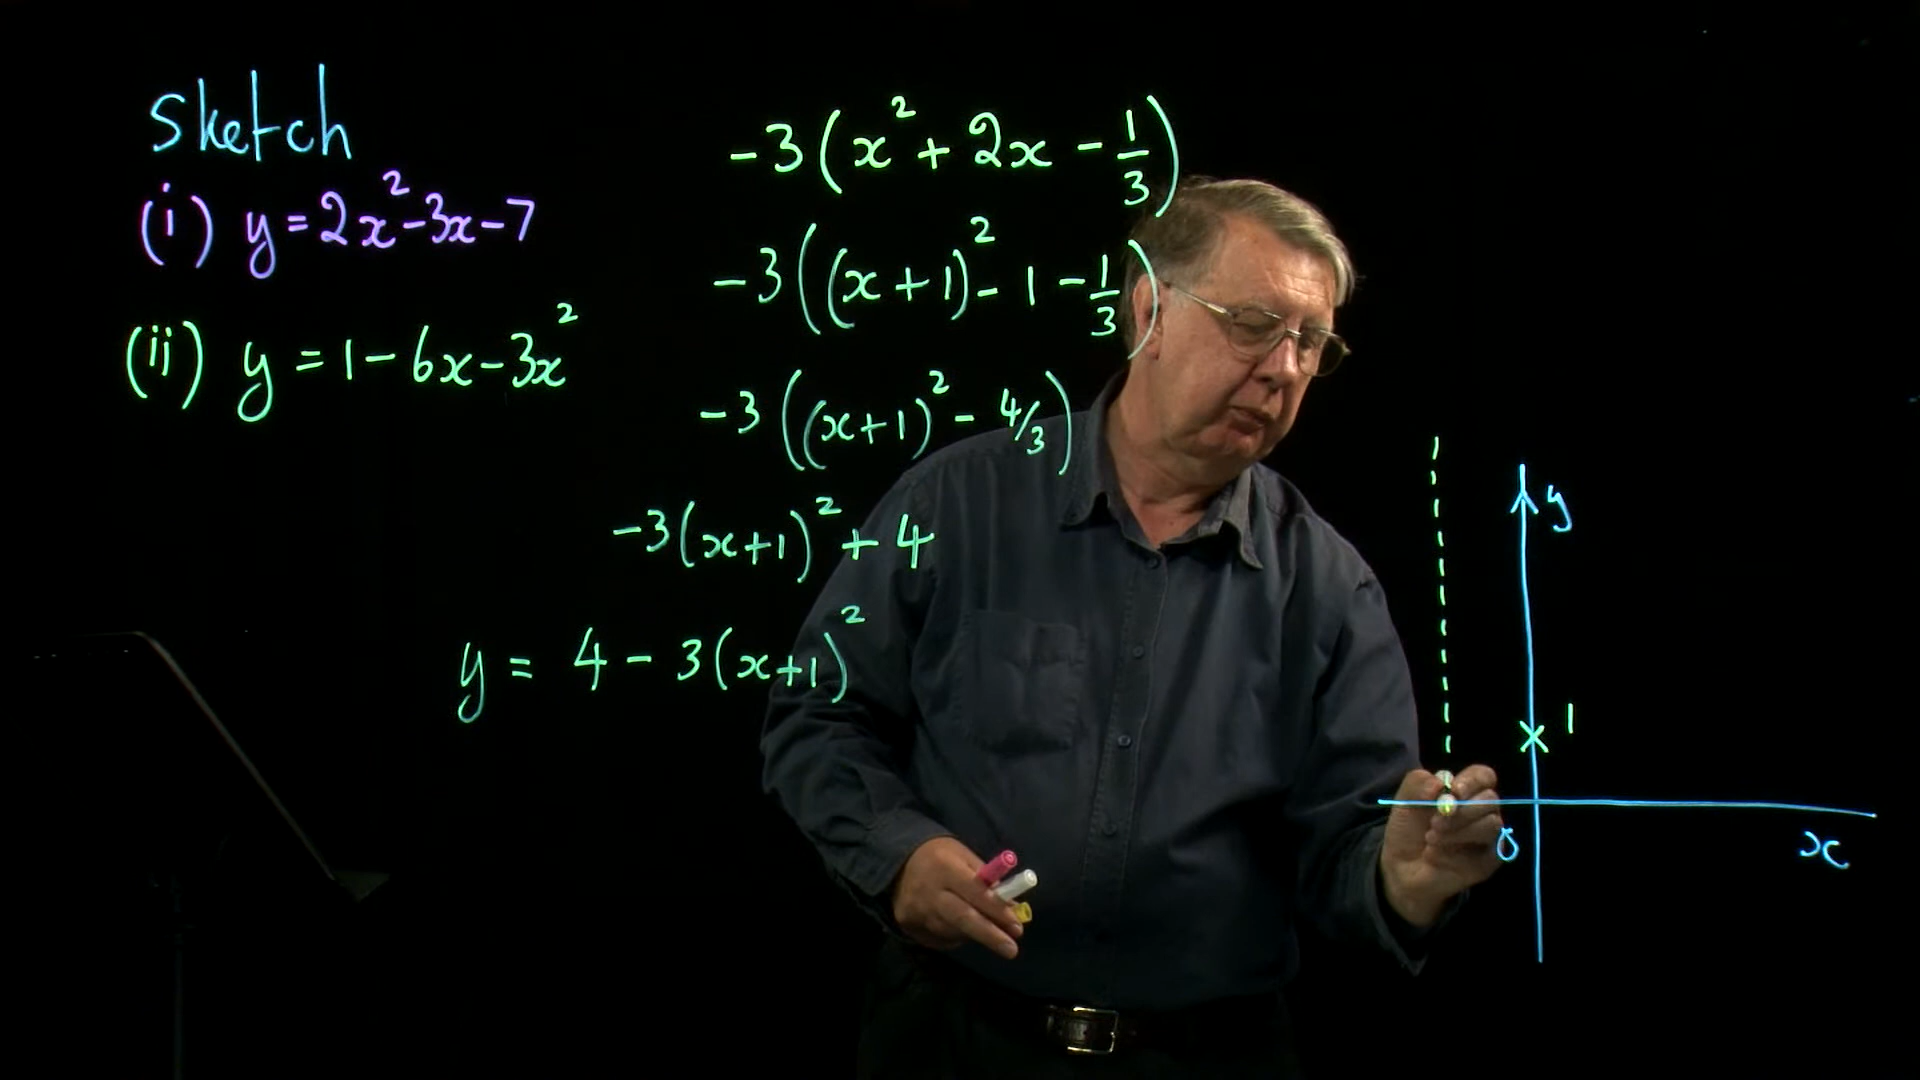 Sketch
(i) y = 2x² - 3x - 7
(ii) y = 1 - 6x - 3x²
-3(x² + 2x - 1/3)
-3((x + 1)² - 1 - 1/3)
-3((x+1)² - 4/3)
-3(x+1)² + 4
y = 4 - 3(x+1)²
y
1
0
x